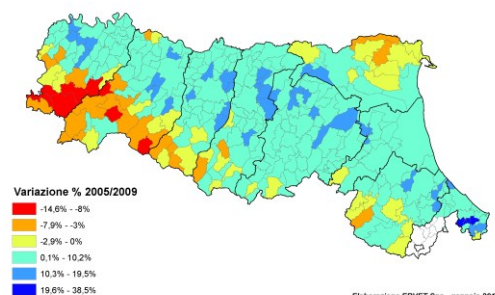 Variazione % 2005/2009
-14,6% - -8%
-7,9% - -3%
-2,9% - 0%
0,1% - 10,2%
10,3% - 19,5%
19,6% - 38,5%